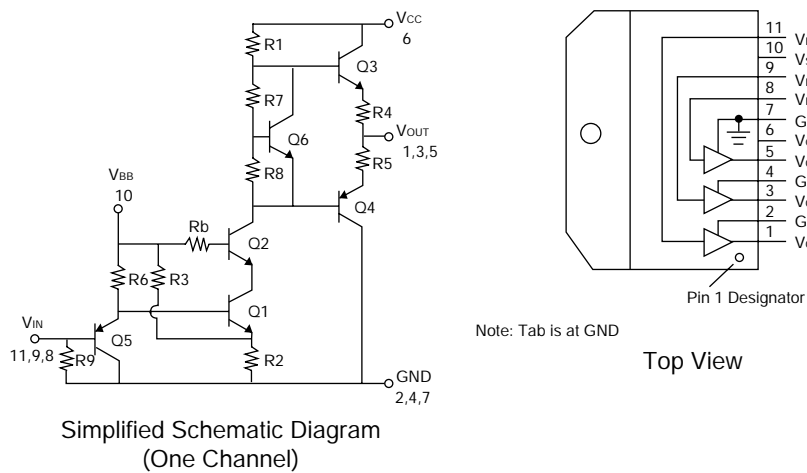 VCC
6
R1
Q3
R7
R4
Q6
VOUT
1,3,5
R8
R5
Q4
VBB
10
Rb
Q2
R6
R3
Q1
VIN
11,9,8
R9
Q5
R2
GND
2,4,7
Simplified Schematic Diagram
(One Channel)
11
10
9
8
7
6
5
4
3
2
1
Pin 1 Designator
Note: Tab is at GND
Top View